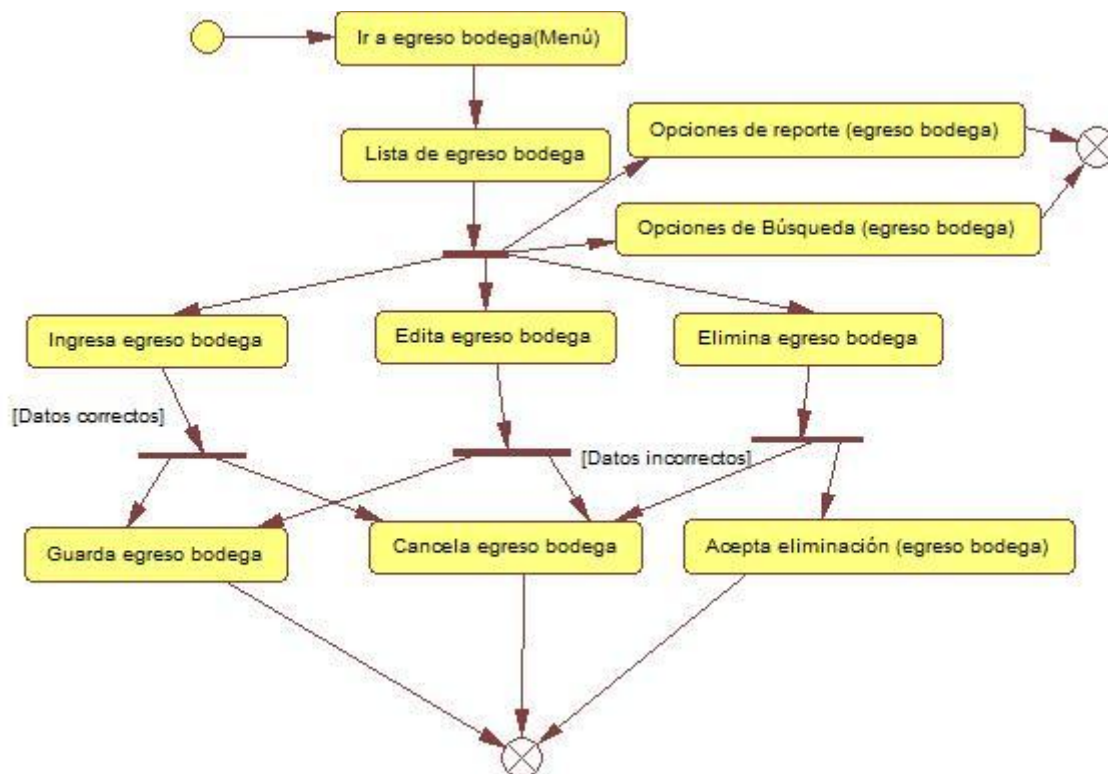 Ir a egreso bodega(Menú)
Opciones de reporte (egreso bodega)
Lista de egreso bodega
Opciones de Búsqueda (egreso bodega)
Ingresa egreso bodega
Edita egreso bodega
Elimina egreso bodega
[Datos correctos]
[Datos incorrectos]
Guarda egreso bodega
Cancela egreso bodega
Acepta eliminación (egreso bodega)